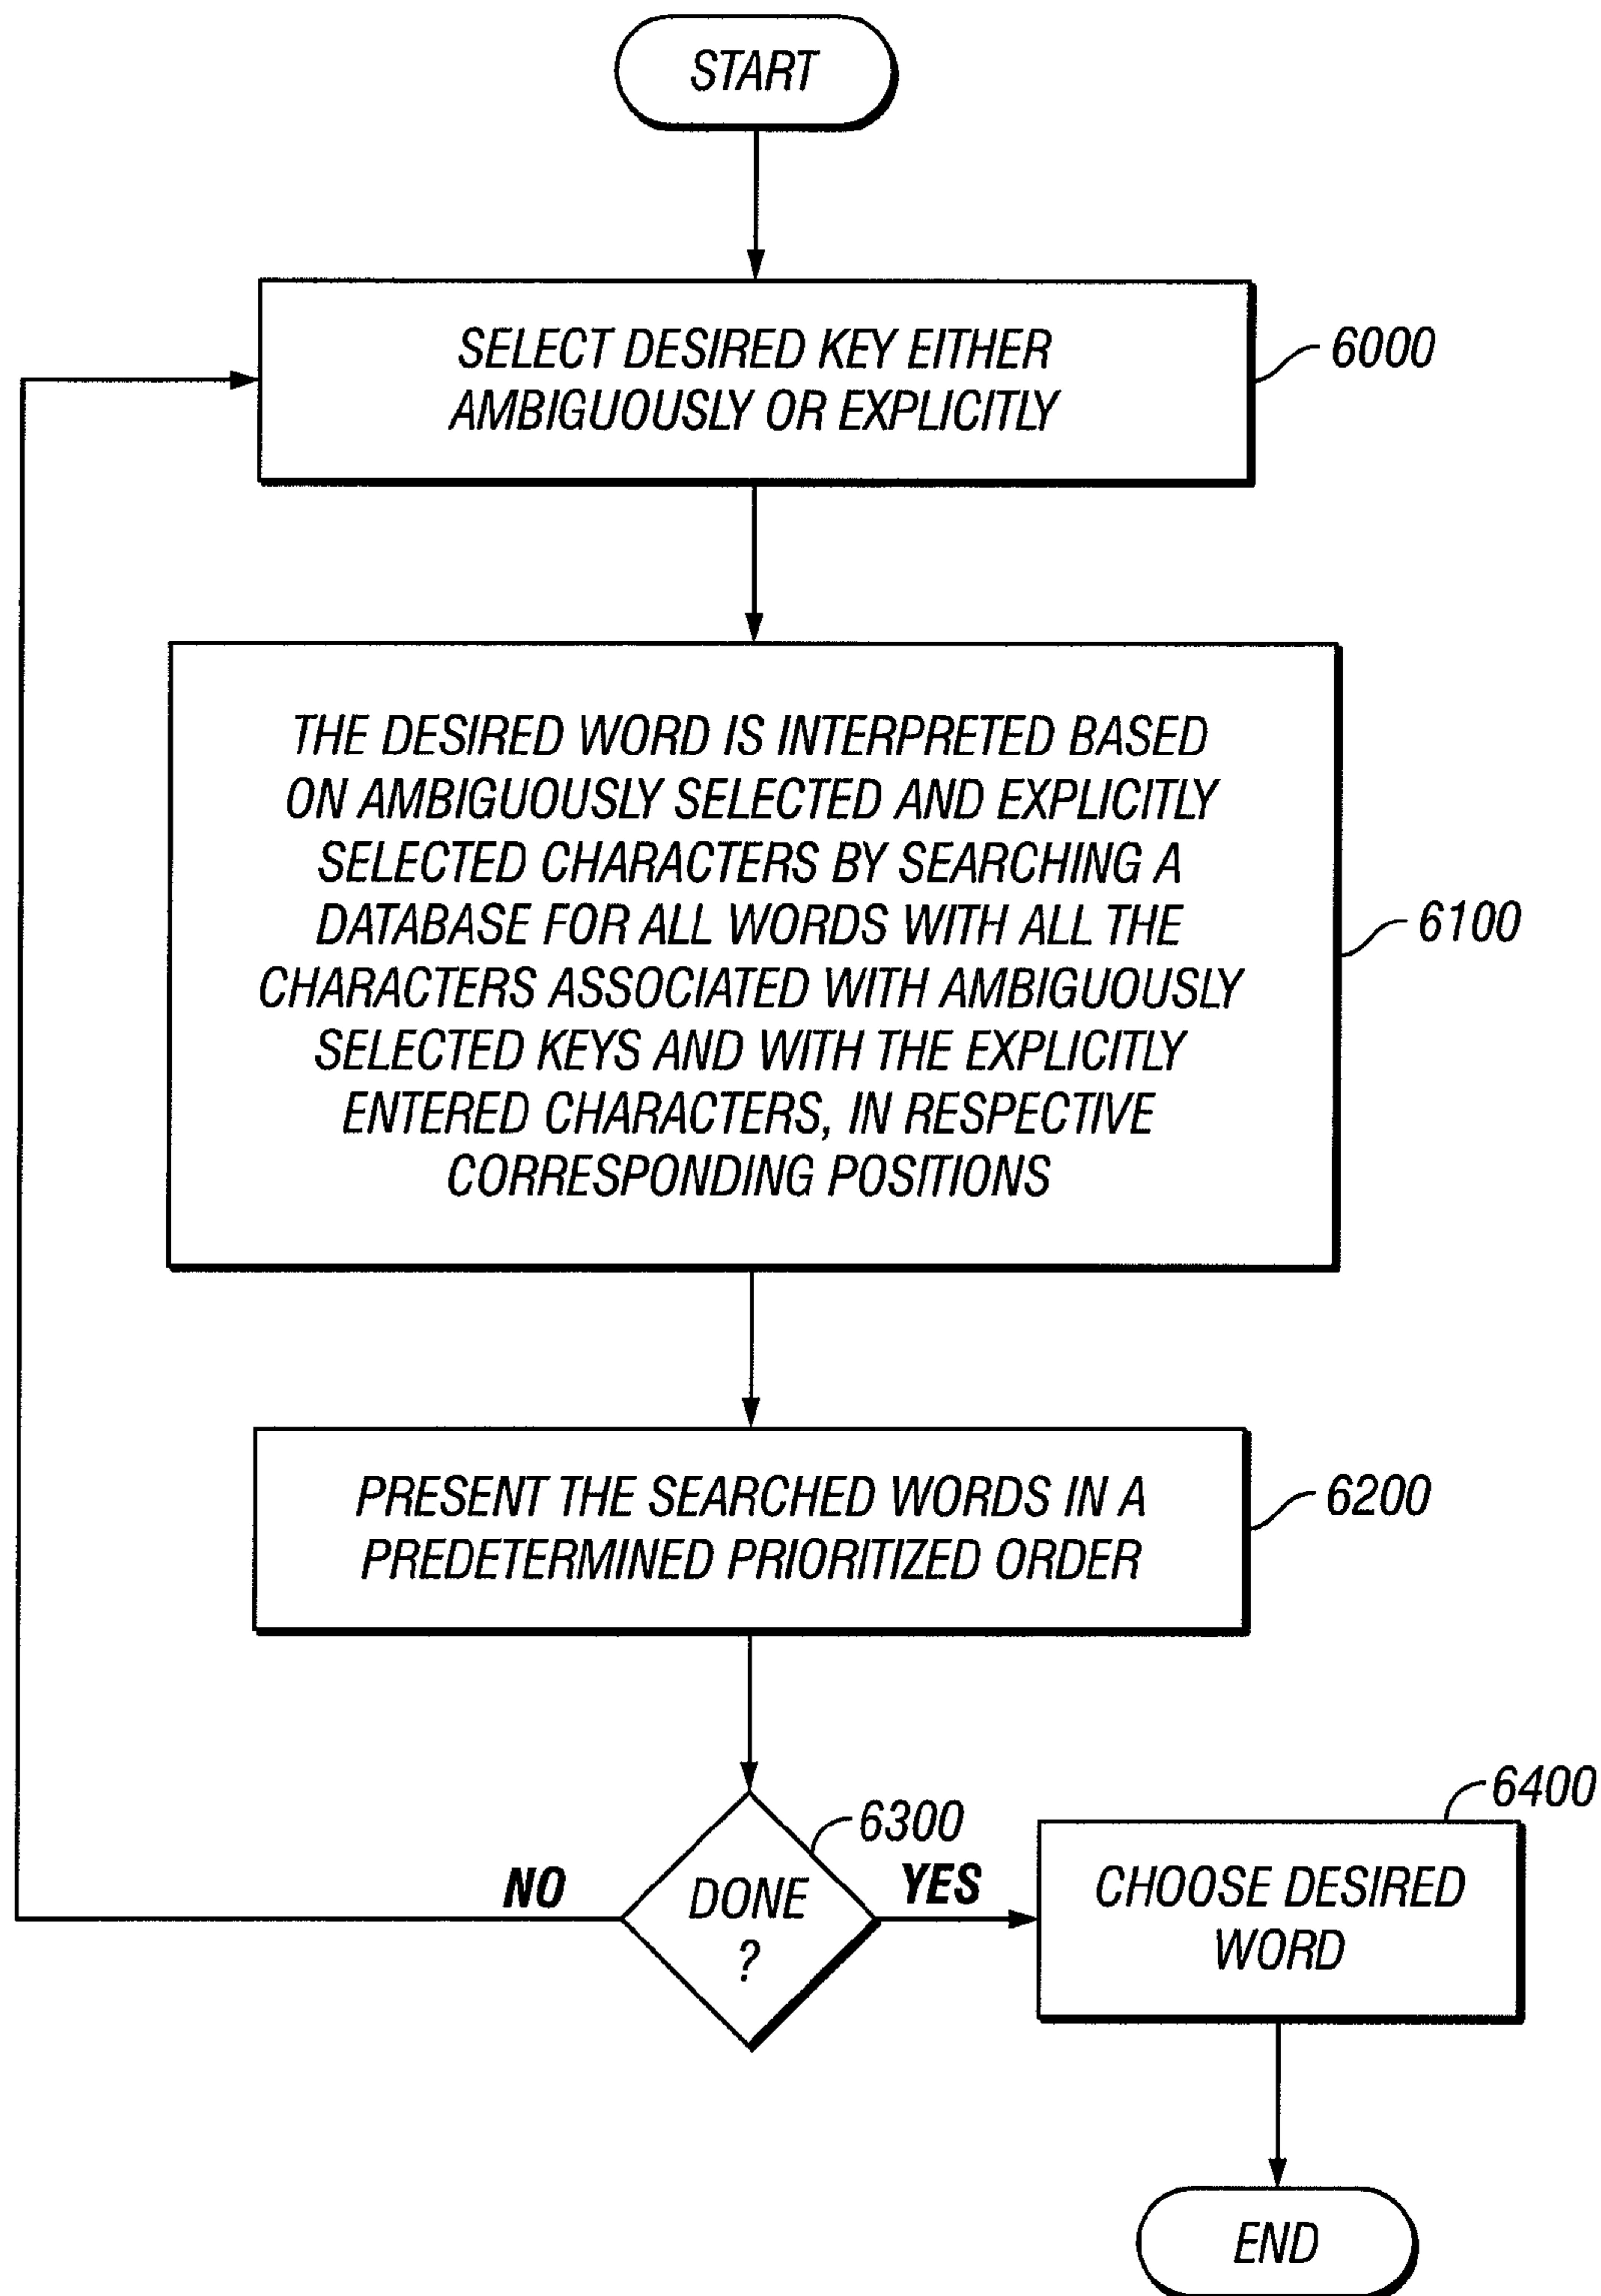 START
SELECT DESIRED KEY EITHER
AMBIGUOUSLY OR EXPLICITLY
6000
THE DESIRED WORD IS INTERPRETED BASED
ON AMBIGUOUSLY SELECTED AND EXPLICITLY
SELECTED CHARACTERS BY SEARCHING A
DATABASE FOR ALL WORDS WITH ALL THE
CHARACTERS ASSOCIATED WITH AMBIGUOUSLY
SELECTED KEYS AND WITH THE EXPLICITLY
ENTERED CHARACTERS, IN RESPECTIVE
CORRESPONDING POSITIONS
6100
PRESENT THE SEARCHED WORDS IN A
PREDETERMINED PRIORITIZED ORDER
6200
6300
DONE
?
NO
YES
6400
CHOOSE DESIRED
WORD
END